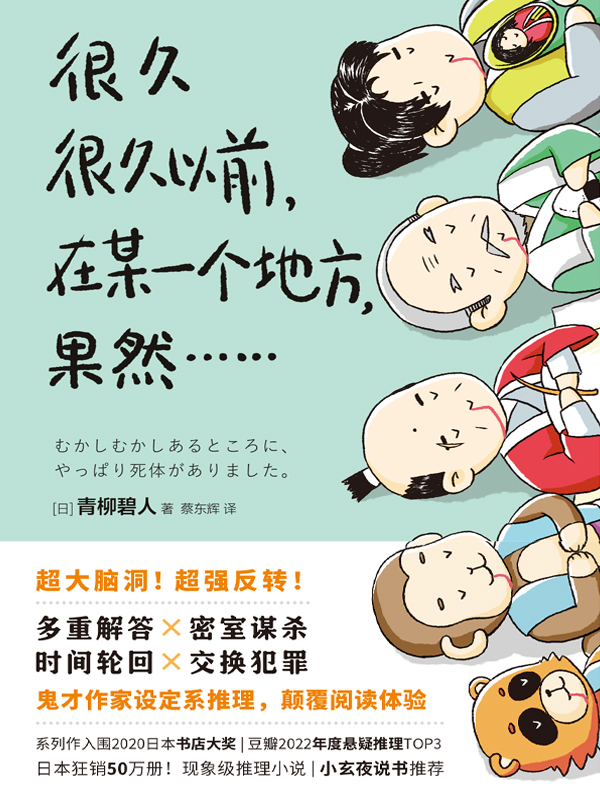 很久
很久以前，
在某一个地方，
果然……
むかしむかしあるところに、
やっぱり死体がありました。
[日] 青柳碧人 著 蔡东辉 译
超大脑洞！超强反转！
多重解答×密室谋杀
时间轮回×交换犯罪
鬼才作家设定系推理，颠覆阅读体验
系列作入围2020日本书店大奖 | 豆瓣2022年度悬疑推理TOP3
日本狂销50万册！现象级推理小说 | 小玄夜说书推荐